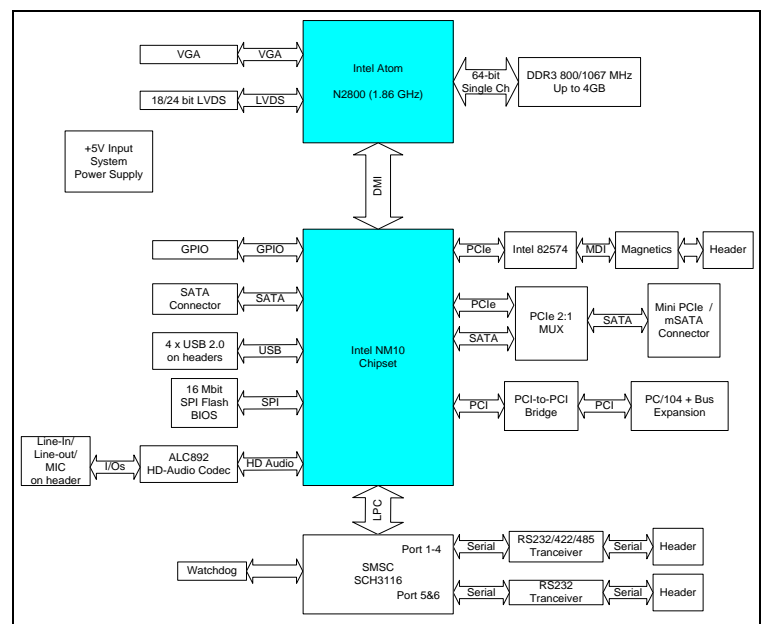 VGA
VGA
Intel Atom
N2800 (1.86 GHz)
64-bit
Single Ch
DDR3 800/1067 MHz
Up to 4GB
18/24 bit LVDS
LVDS
+5V Input
System
Power Supply
DMI
GPIO
GPIO
PCIe
Intel 82574
MDI
Magnetics
Header
SATA
Connector
SATA
PCIe
SATA
PCIe 2:1
MUX
SATA
Mini PCIe /
mSATA
Connector
4 x USB 2.0
on headers
USB
Intel NM10
Chipset
16 Mbit
SPI Flash
BIOS
SPI
PCI
PCI-to-PCI
Bridge
PCI
PC/104 + Bus
Expansion
Line-In/
Line-out/
MIC
on header
I/Os
ALC892
HD-Audio Codec
HD Audio
LPC
Watchdog
Port 1-4
SMSC
SCH3116
Port 5&6
Serial
RS232/422/485
Tranceiver
Serial
Header
Serial
RS232
Tranceiver
Serial
Header